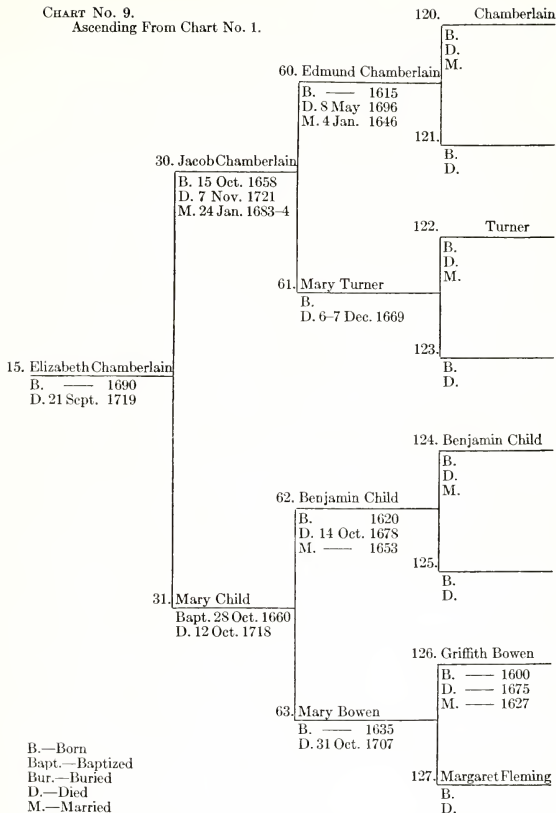 CHART NO. 9.
Ascending From Chart No. 1.
120. Chamberlain
B.
D.
M.
60. Edmund Chamberlain
B. —— 1615
D. 8 May 1696
M. 4 Jan. 1646
121.
B.
D.
30. Jacob Chamberlain
B. 15 Oct. 1658
D. 7 Nov. 1721
M. 24 Jan. 1683–4
122. Turner
B.
D.
M.
61. Mary Turner
B.
D. 6–7 Dec. 1669
123.
B.
D.
15. Elizabeth Chamberlain
B. —— 1690
D. 21 Sept. 1719
124. Benjamin Child
B.
D.
M.
62. Benjamin Child
B. 1620
D. 14 Oct. 1678
M. —— 1653
125.
B.
D.
31. Mary Child
Bapt. 28 Oct. 1660
D. 12 Oct. 1718
126. Griffith Bowen
B. —— 1600
D. —— 1675
M. —— 1627
63. Mary Bowen
B. —— 1635
D. 31 Oct. 1707
127. Margaret Fleming
B.
D.
B.—Born
Bapt.—Baptized
Bur.—Buried
D.—Died
M.—Married